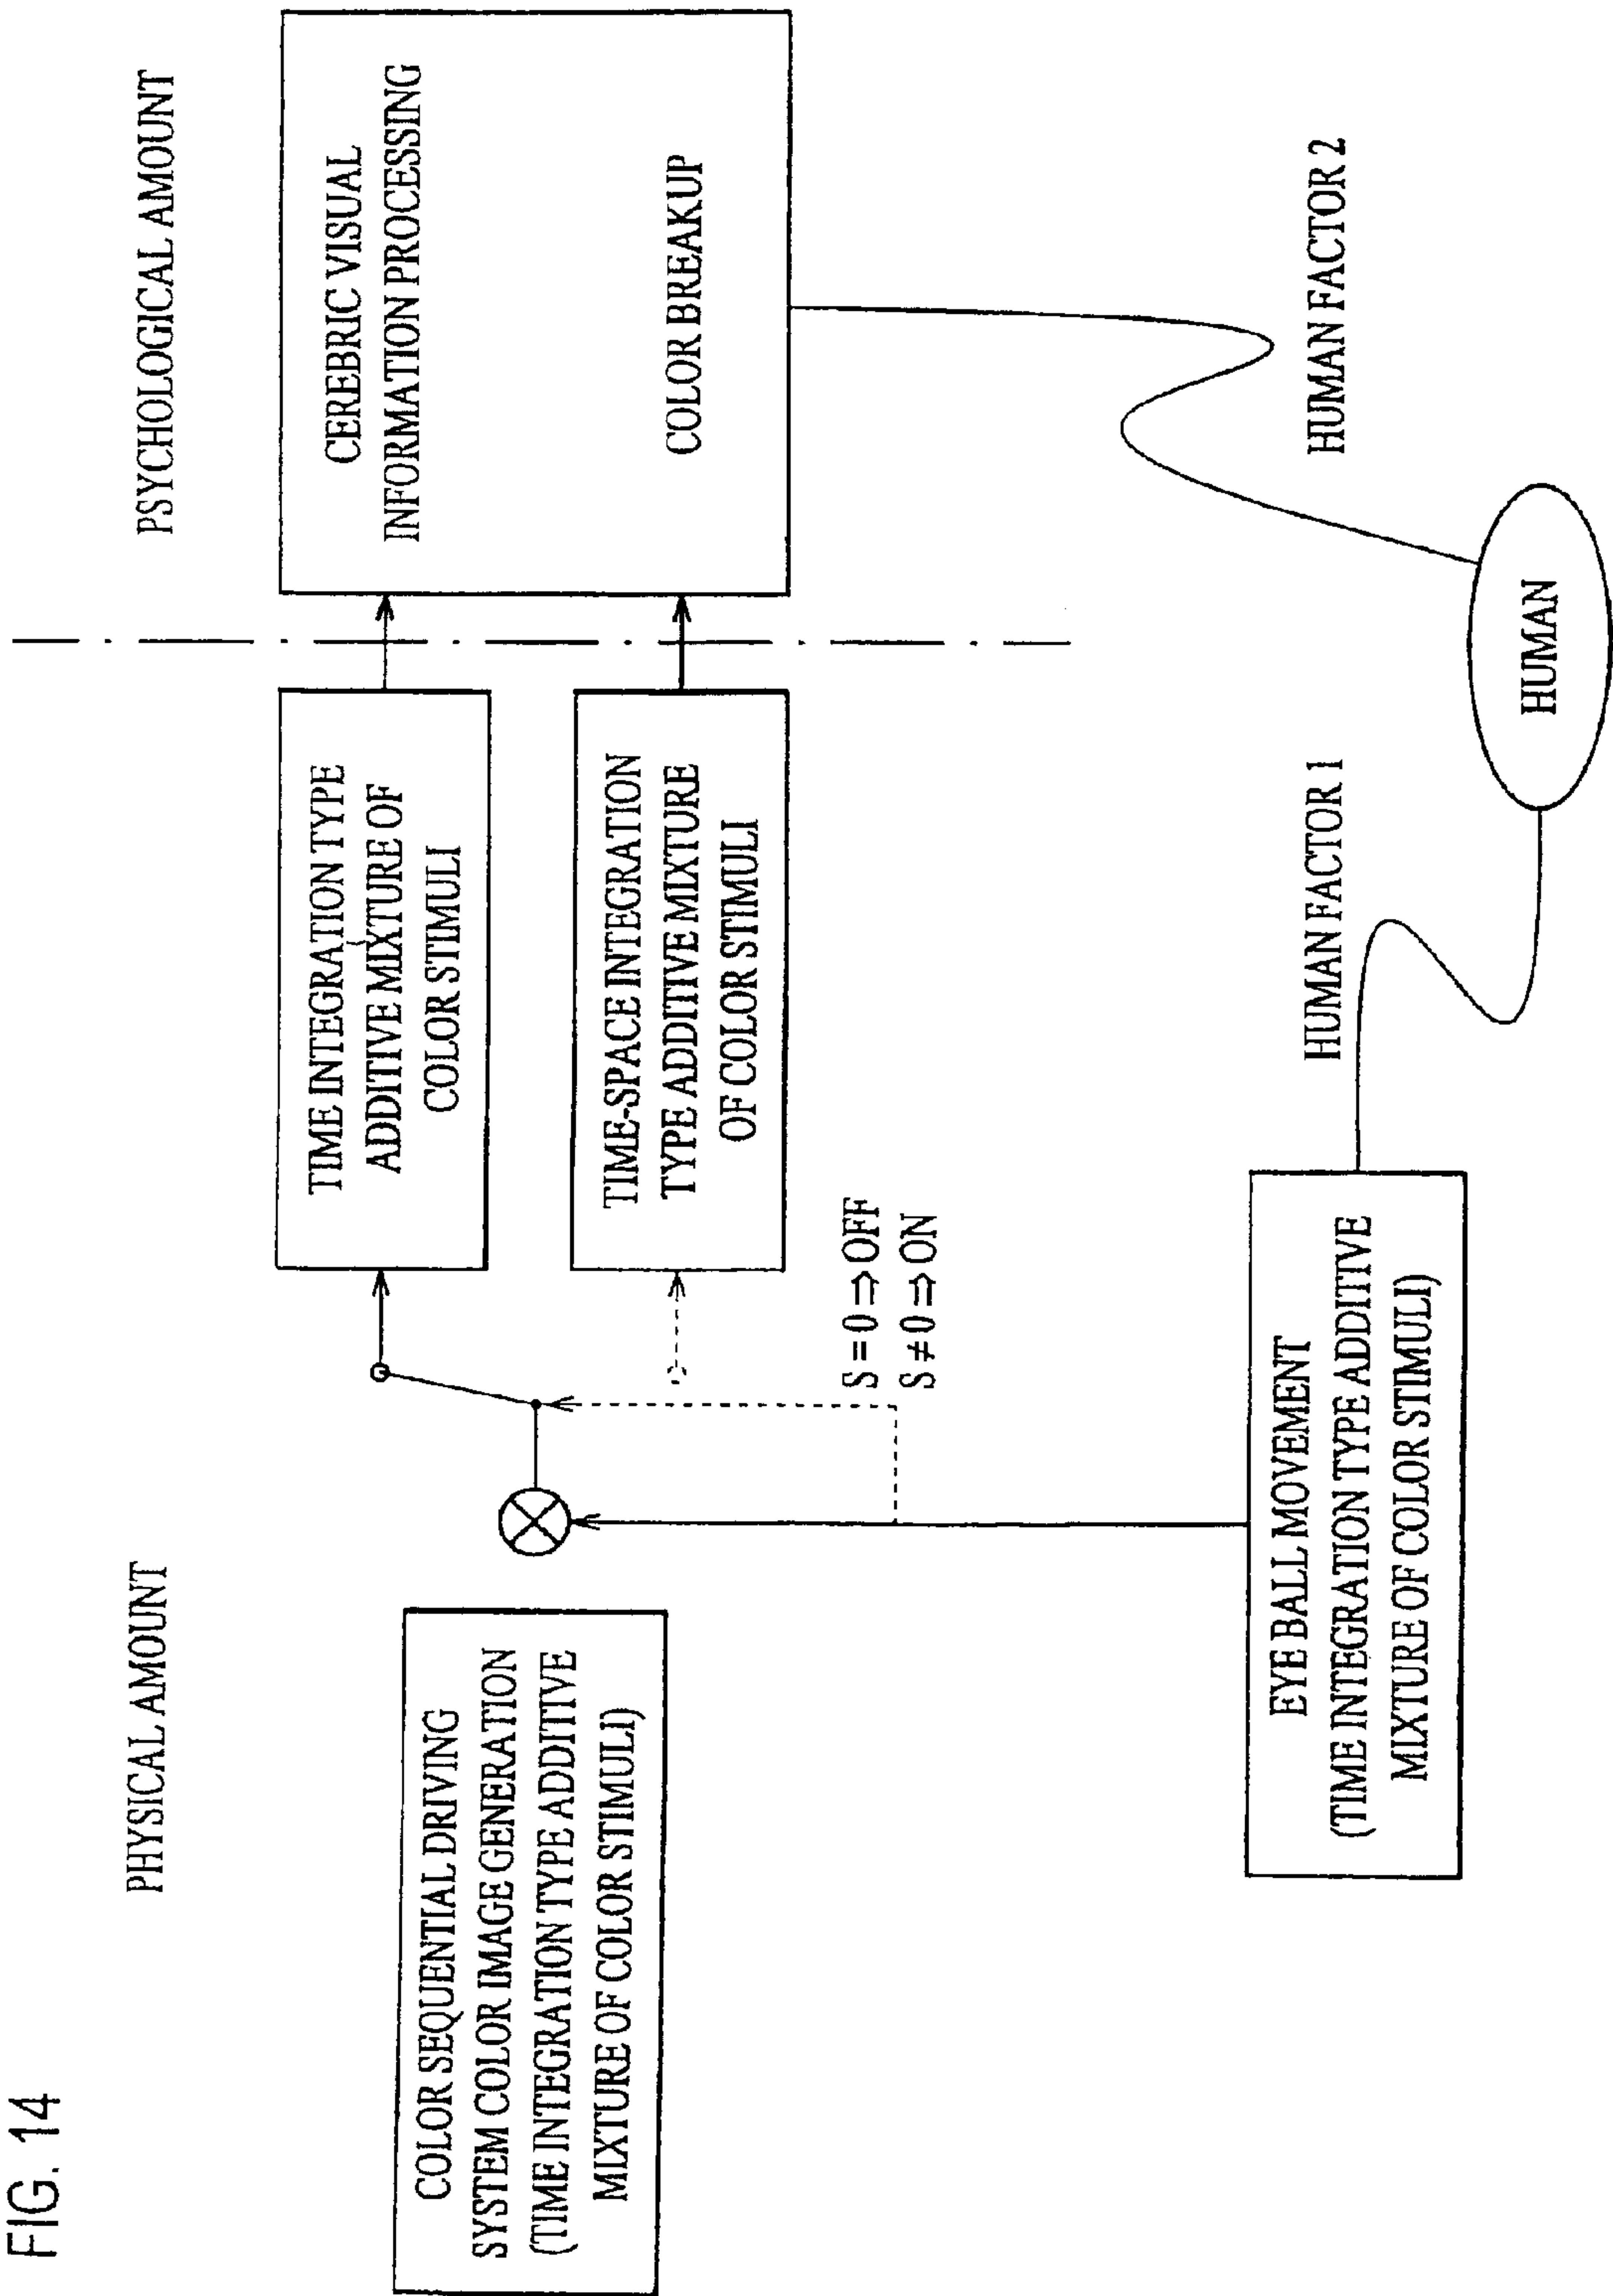 FIG. 14
PHYSICAL AMOUNT
PSYCHOLOGICAL AMOUNT
COLOR SEQUENTIAL DRIVING
SYSTEM COLOR IMAGE GENERATION
(TIME INTEGRATION TYPE ADDITIVE
MIXTURE OF COLOR STIMULI)
TIME INTEGRATION TYPE
ADDITIVE MIXTURE OF
COLOR STIMULI
TIME-SPACE INTEGRATION
TYPE ADDITIVE MIXTURE
OF COLOR STIMULI
CEREBRIC VISUAL
INFORMATION PROCESSING
COLOR BREAKUP
S = 0 ⇒ OFF
S ≠ 0 ⇒ ON
EYE BALL MOVEMENT
(TIME INTEGRATION TYPE ADDITIVE
MIXTURE OF COLOR STIMULI)
HUMAN FACTOR 1
HUMAN FACTOR 2
HUMAN